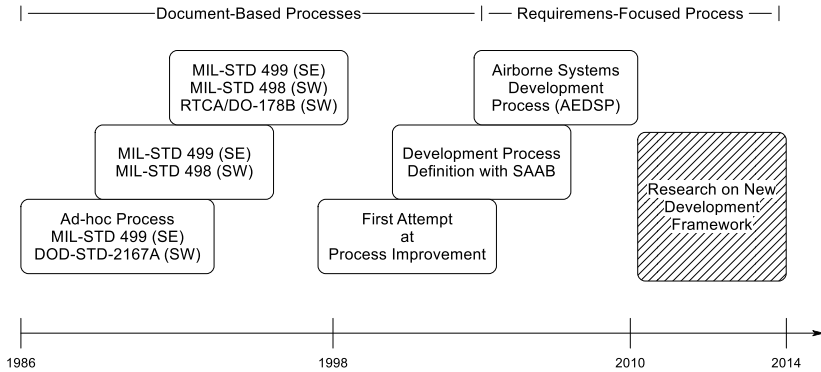 Document-Based Processes
Requiremens-Focused Process
MIL-STD 499 (SE)
MIL-STD 498 (SW)
RTCA/DO-178B (SW)
Airborne Systems
Development
Process (AEDSP)
MIL-STD 499 (SE)
MIL-STD 498 (SW)
Development Process
Definition with SAAB
Research on New
Development
Framework
Ad-hoc Process
MIL-STD 499 (SE)
DOD-STD-2167A (SW)
First Attempt
at
Process Improvement
1986
1998
2010
2014